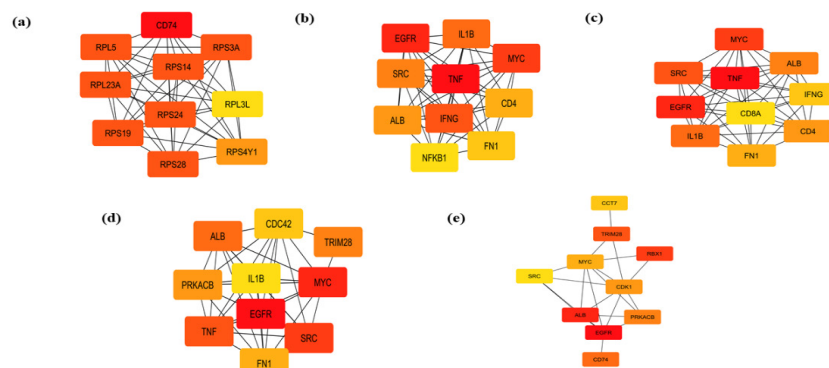 (a)
CD74
RPL5
RPS3A
RPS14
RPL23A
RPL3L
RPS24
RPS19
RPS4Y1
RPS28
(b)
EGFR
IL1B
MYC
SRC
TNF
CD4
ALB
IFNG
FN1
NFKB1
(c)
MYC
ALB
SRC
TNF
IFNG
EGFR
CD8A
IL1B
CD4
FN1
(d)
CDC42
ALB
TRIM28
IL1B
PRKACB
MYC
EGFR
TNF
SRC
FN1
(e)
CCT7
TRIM28
RBX1
MYC
SRC
CDK1
ALB
PRKACB
EGFR
CD74